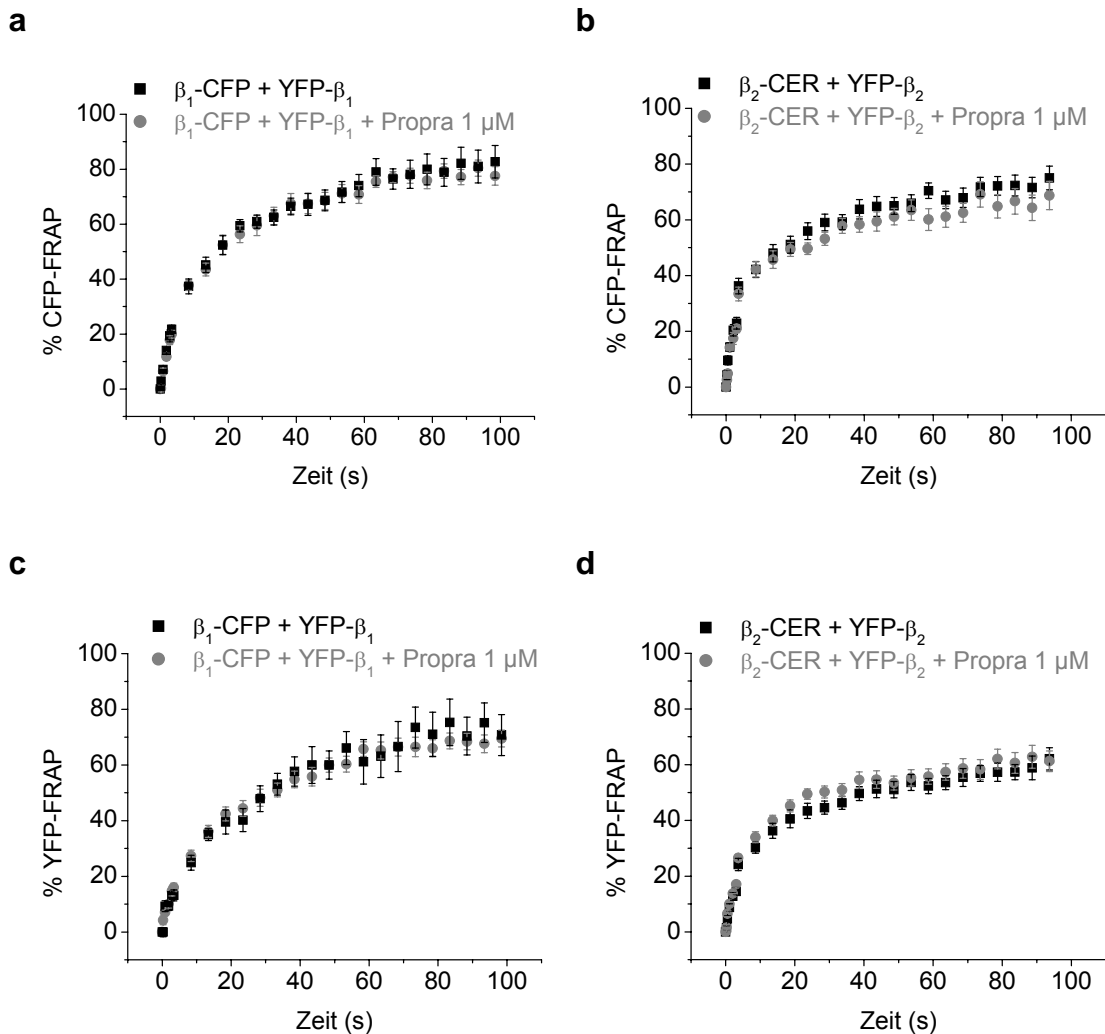 a
β₁-CFP + YFP-β₁
β₁-CFP + YFP-β₁ + Propra 1 µM
100
80
60
40
20
0
% CFP-FRAP
0 20 40 60 80 100
Zeit (s)
b
β₂-CER + YFP-β₂
β₂-CER + YFP-β₂ + Propra 1 µM
100
80
60
40
20
0
% CFP-FRAP
0 20 40 60 80 100
Zeit (s)
c
β₁-CFP + YFP-β₁
β₁-CFP + YFP-β₁ + Propra 1 µM
100
80
60
40
20
0
% YFP-FRAP
0 20 40 60 80 100
Zeit (s)
d
β₂-CER + YFP-β₂
β₂-CER + YFP-β₂ + Propra 1 µM
100
80
60
40
20
0
% YFP-FRAP
0 20 40 60 80 100
Zeit (s)